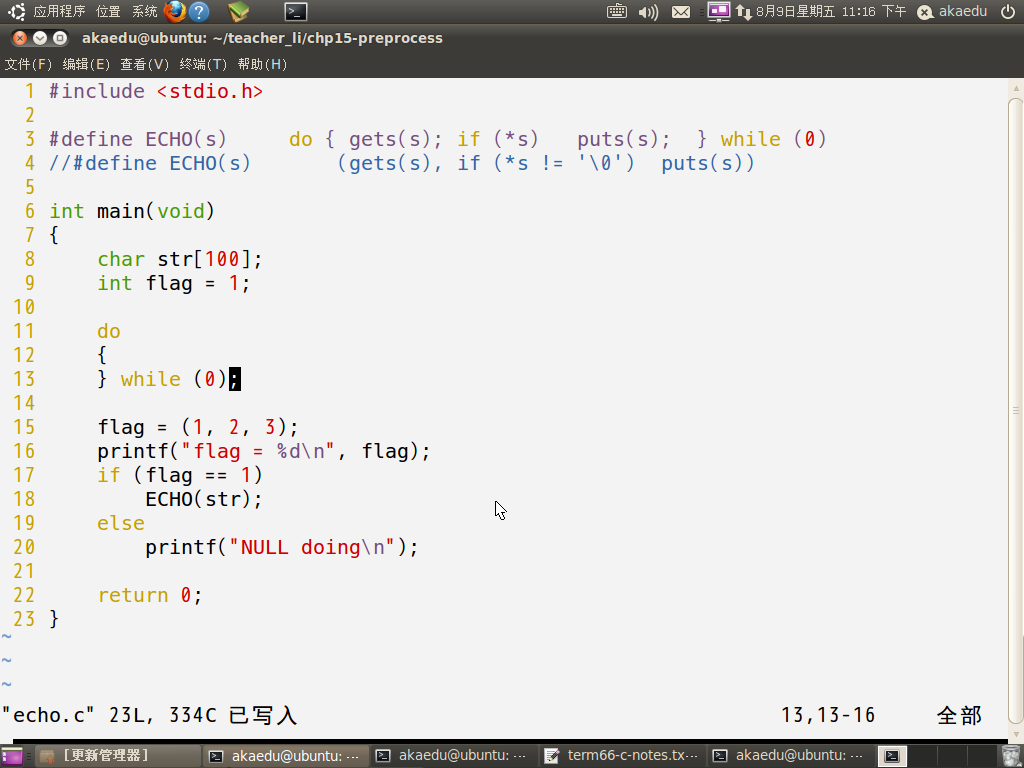 应用程序 位置 系统 8月9日星期五 11:16 下午 akaedu
akaedu@ubuntu: ~/teacher_li/chp15-preprocess
文件(F) 编辑(E) 查看(V) 终端(T) 帮助(H)
1 #include <stdio.h>
2
3 #define ECHO(s)     do { gets(s); if (*s)   puts(s);  } while (0)
4 //#define ECHO(s)       (gets(s), if (*s != '\0')  puts(s))
5
6 int main(void)
7 {
8     char str[100];
9     int flag = 1;
10
11     do
12     {
13     } while (0);
14
15     flag = (1, 2, 3);
16     printf("flag = %d\n", flag);
17     if (flag == 1)
18         ECHO(str);
19     else
20         printf("NULL doing\n");
21
22     return 0;
23 }
~
~
~
"echo.c" 23L, 334C 已写入 13,13-16 全部
[更新管理器] akaedu@ubuntu: ... akaedu@ubuntu: ... term66-c-notes.tx... akaedu@ubuntu: ...